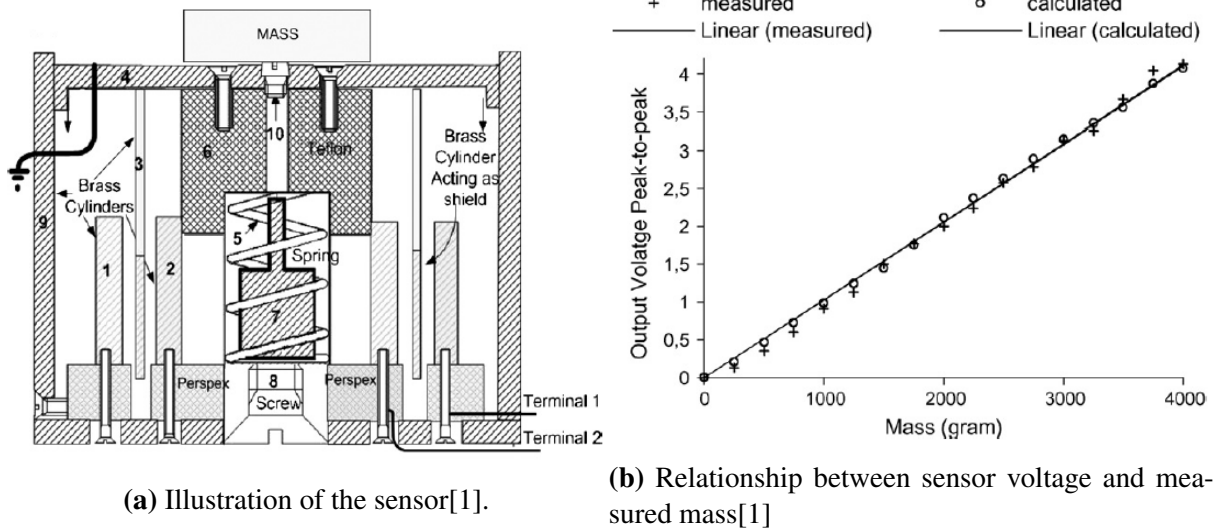 MASS
4
10
3
6
Teflon
Brass
Cylinder
Acting as
shield
Brass
Cylinders
9
5
Spring
1
2
7
Perspex
8
Perspex
Screw
Terminal 1
Terminal 2
(a) Illustration of the sensor[1].
+ measured o calculated
Linear (measured) Linear (calculated)
Output Volatge Peak-to-peak
4
3,5
3
2,5
2
1,5
1
0,5
0
0 1000 2000 3000 4000
Mass (gram)
(b) Relationship between sensor voltage and mea-
sured mass[1]